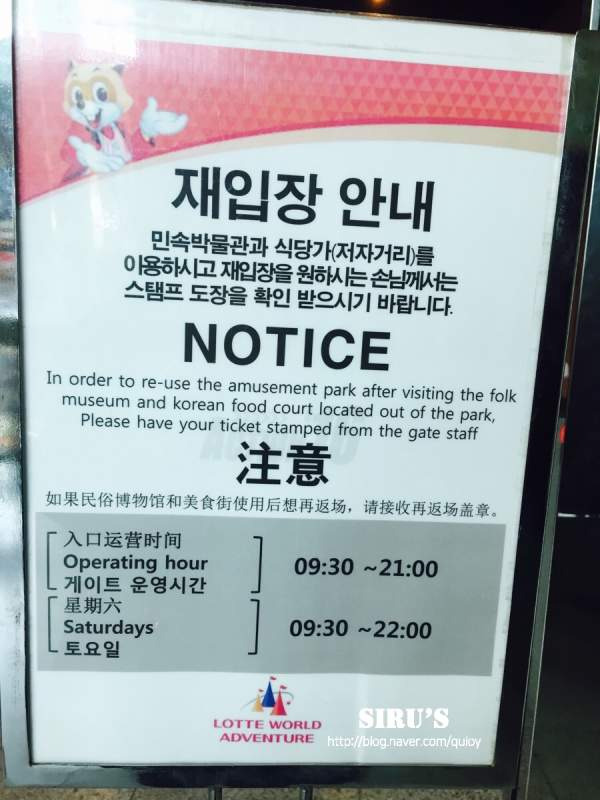 재입장 안내
민속박물관과 식당가(저자거리)를
이용하시고 재입장을 원하시는 손님께서는
스탬프 도장을 확인 받으시기 바랍니다.
NOTICE
In order to re-use the amusement park after visiting the folk
museum and korean food court located out of the park,
Please have your ticket stamped from the gate staff
注意
如果民俗博物馆和美食街使用后想再返场，请接收再返场盖章。
入口运营时间
Operating hour 09:30 ~21:00
게이트 운영시간
星期六
Saturdays 09:30 ~22:00
토요일
LOTTE WORLD
ADVENTURE
SIRU'S
http://blog.naver.com/quioy